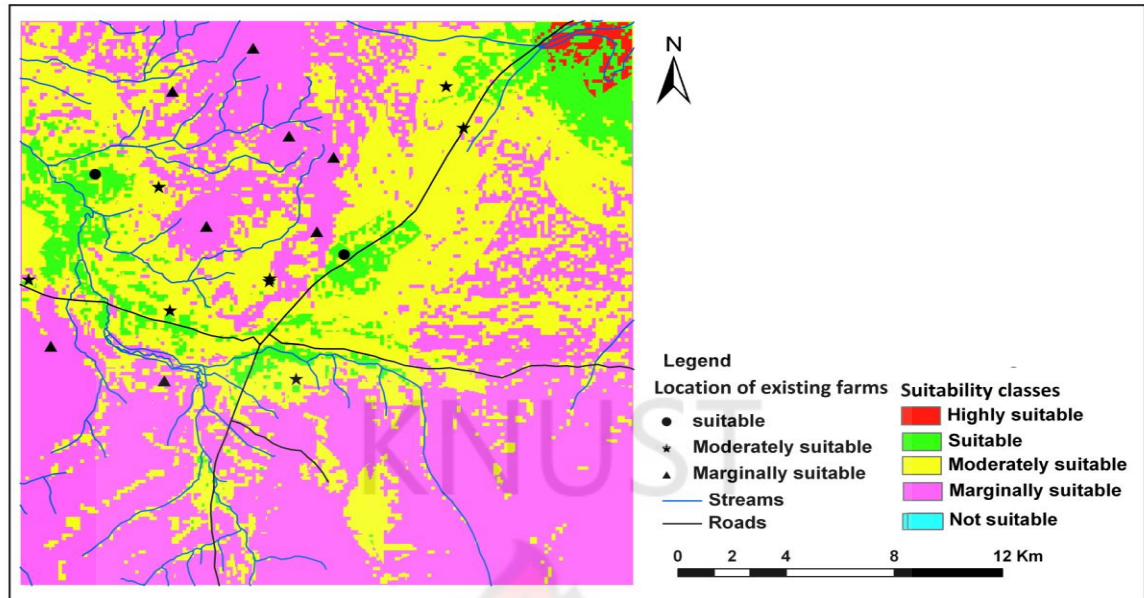 N
Legend
Location of existing farms
suitable
Moderately suitable
Marginally suitable
Streams
Roads
Suitability classes
Highly suitable
Suitable
Moderately suitable
Marginally suitable
Not suitable
0 2 4 8 12 Km
KNUST